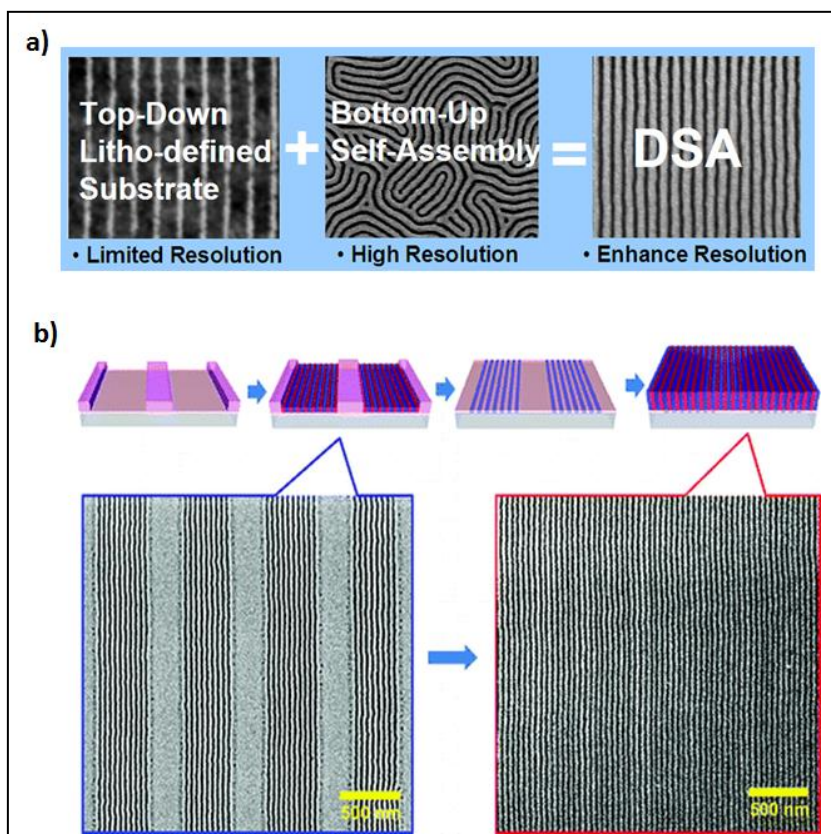 a)
Top-Down
Litho-defined
Substrate
+
Bottom-Up
Self-Assembly
=
DSA
• Limited Resolution
• High Resolution
• Enhance Resolution
b)
500 nm
500 nm